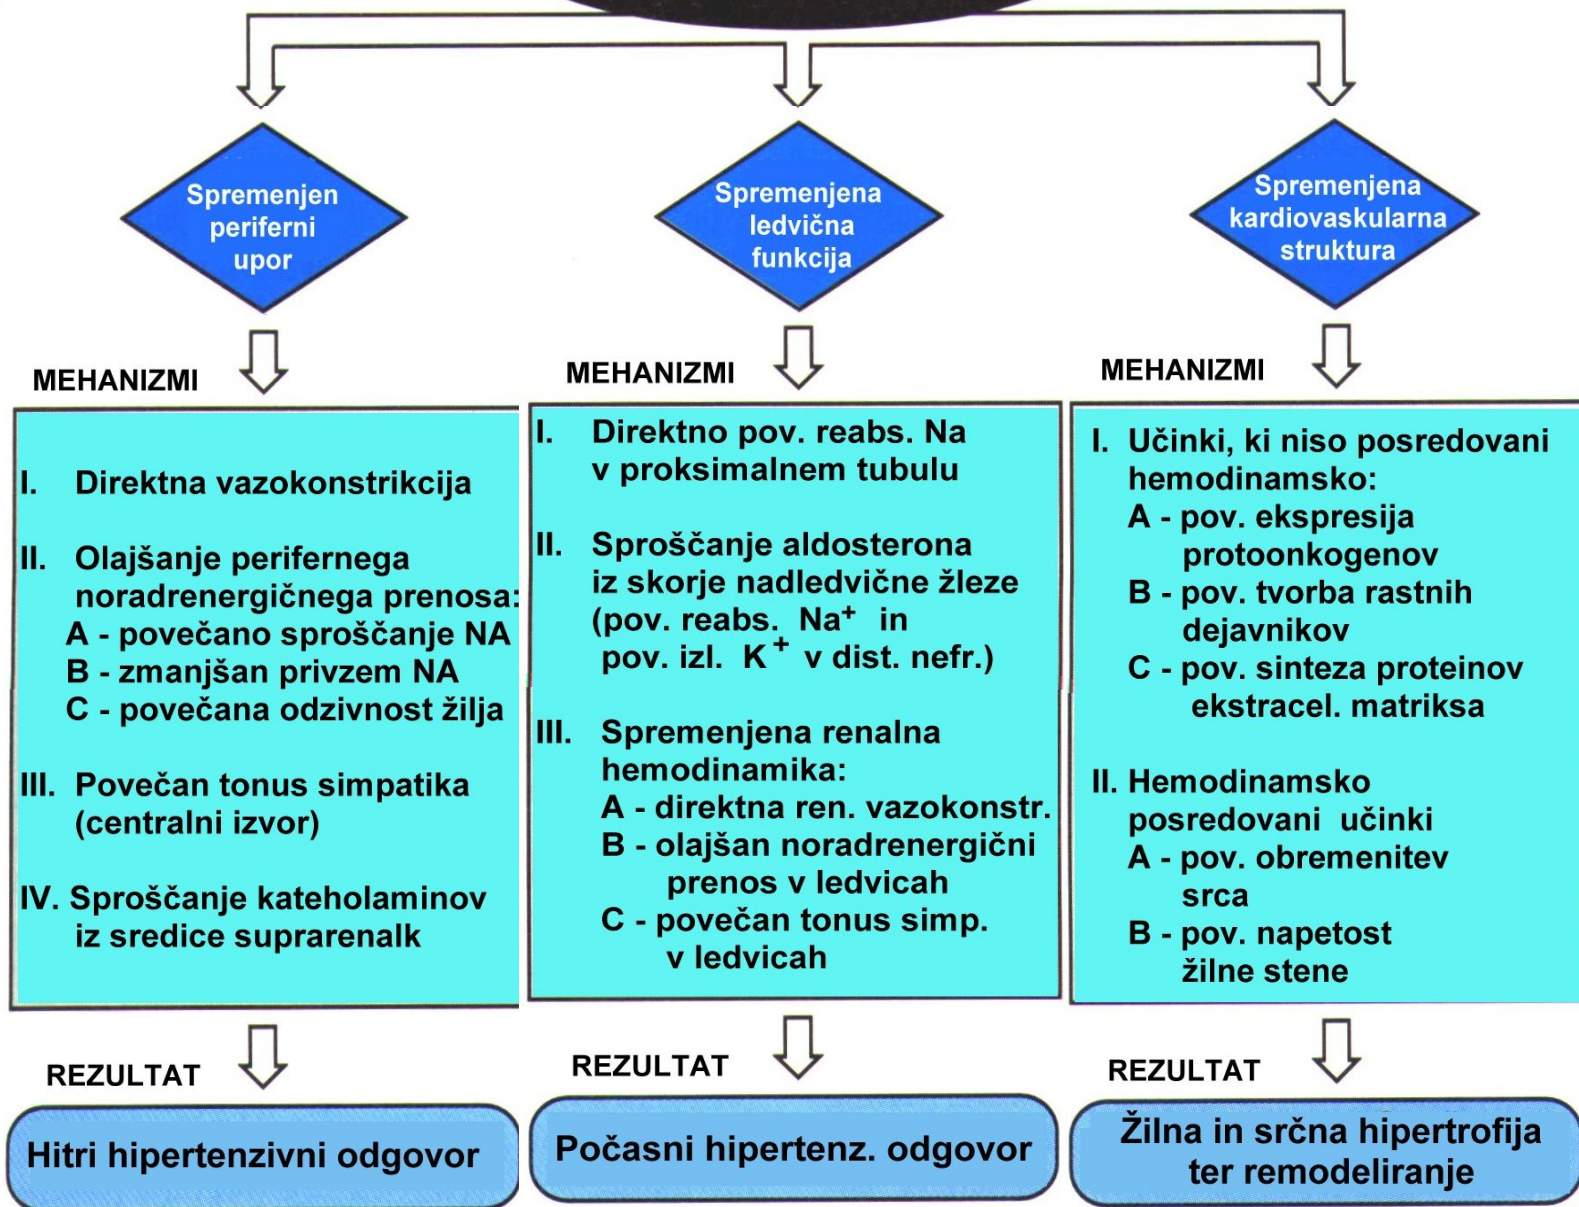 Spremenjen
periferni
upor
MEHANIZMI
I. Direktna vazokonstrikcija
II. Olajšanje perifernega
noradrenergičnega prenosa:
A - povečano sproščanje NA
B - zmanjšan privzem NA
C - povečana odzivnost žilja
III. Povečan tonus simpatika
(centralni izvor)
IV. Sproščanje kateholaminov
iz sredice suprarenalk
REZULTAT
Hitri hipertenzivni odgovor
Spremenjena
ledvična
funkcija
MEHANIZMI
I. Direktno pov. reabs. Na
v proksimalnem tubulu
II. Sproščanje aldosterona
iz skorje nadledvične žleze
(pov. reabs. Na⁺ in
pov. izl. K⁺ v dist. nefr.)
III. Spremenjena renalna
hemodinamika:
A - direktna ren. vazokonstr.
B - olajšan noradrenergični
prenos v ledvicah
C - povečan tonus simp.
v ledvicah
REZULTAT
Počasni hipertenz. odgovor
Spremenjena
kardiovaskularna
struktura
MEHANIZMI
I. Učinki, ki niso posredovani
hemodinamsko:
A - pov. ekspresija
protoonkogenov
B - pov. tvorba rastnih
dejavnikov
C - pov. sinteza proteinov
ekstracel. matriksa
II. Hemodinamsko
posredovani učinki
A - pov. obremenitev
srca
B - pov. napetost
žilne stene
REZULTAT
Žilna in srčna hipertrofija
ter remodeliranje